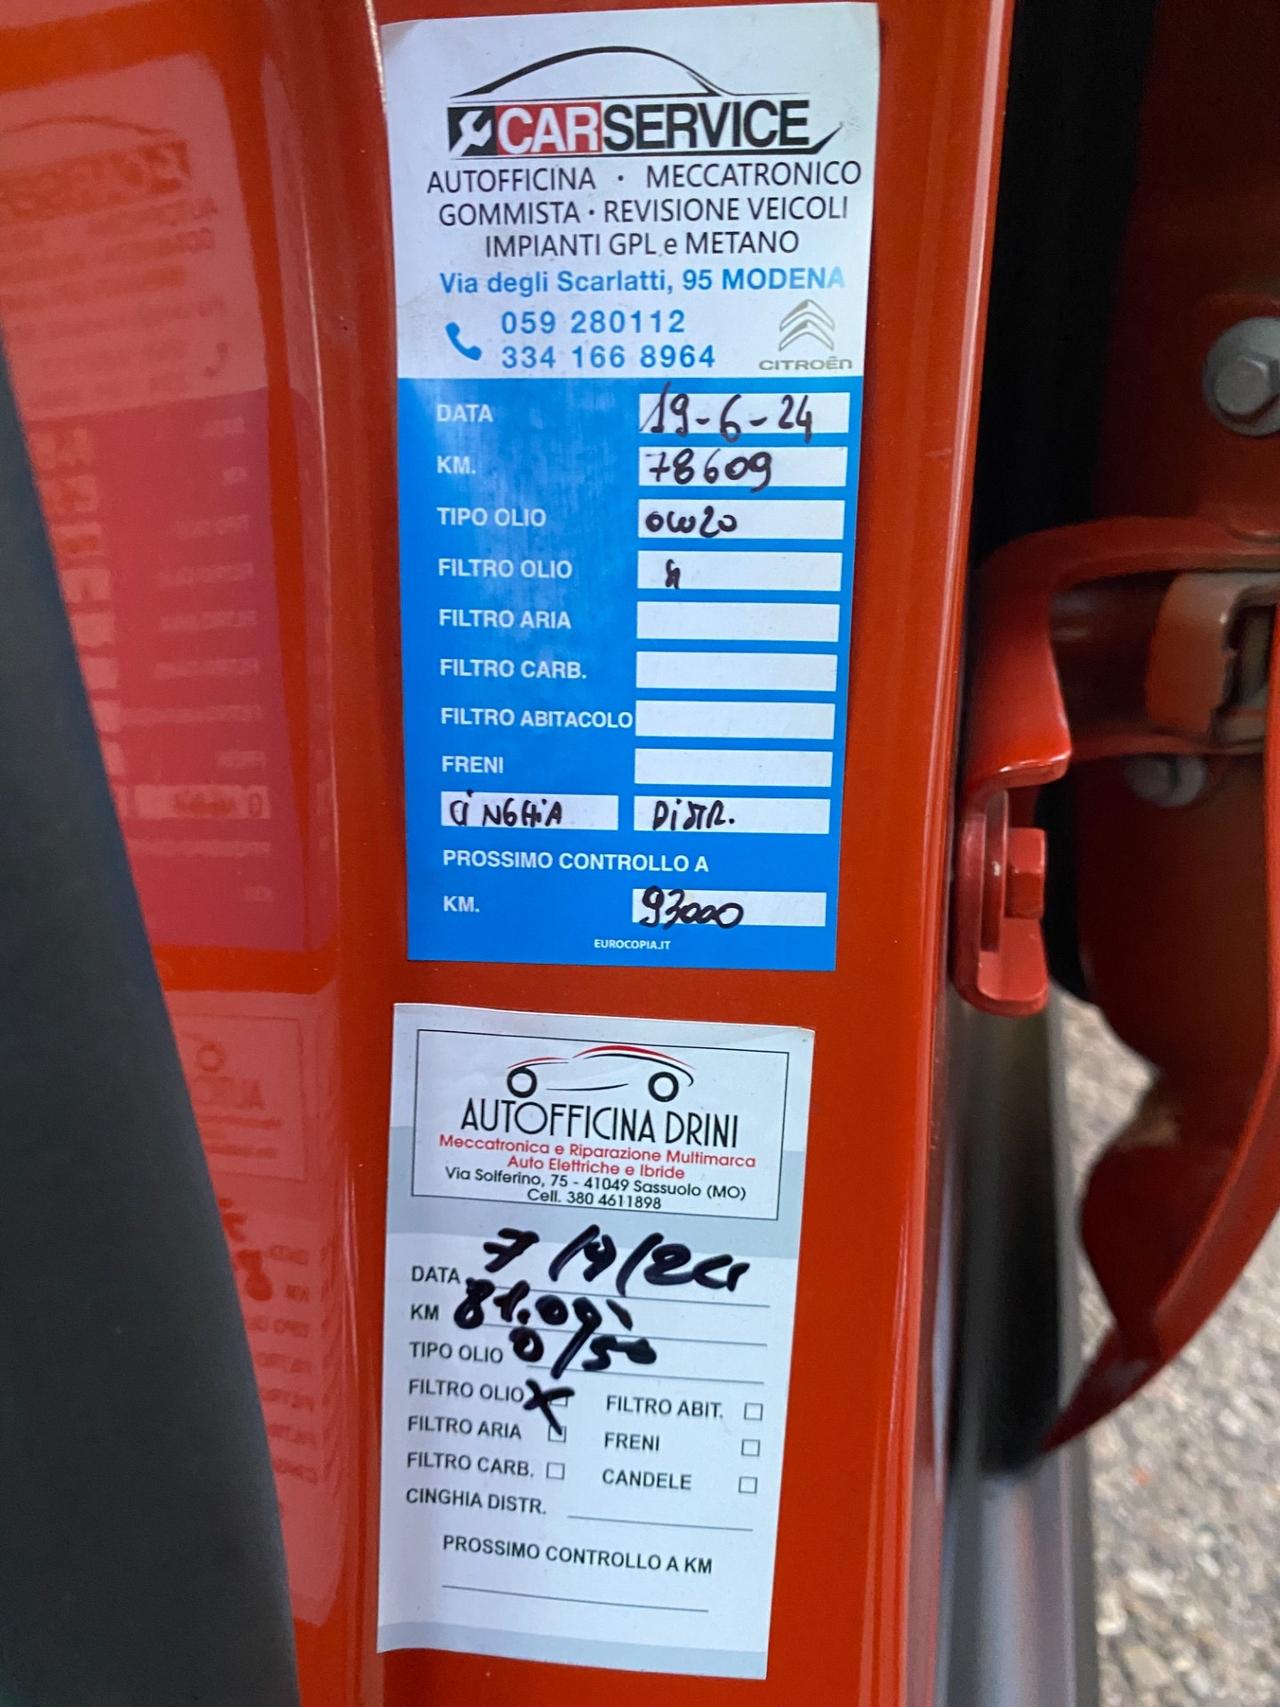 CARSERVICE
AUTOFFICINA · MECCATRONICO
GOMMISTA · REVISIONE VEICOLI
IMPIANTI GPL e METANO
Via degli Scarlatti, 95 MODENA
059 280112
334 166 8964
CITROËN
DATA 19-6-24
KM. 78609
TIPO OLIO 0W20
FILTRO OLIO
FILTRO ARIA
FILTRO CARB.
FILTRO ABITACOLO
FRENI
CINGHIA DISTR.
PROSSIMO CONTROLLO A
KM. 93000
EUROCOPIA.IT
AUTOFFICINA DRINI
Meccatronica e Riparazione Multimarca
Auto Elettriche e Ibride
Via Solferino, 75 - 41049 Sassuolo (MO)
Cell. 380 4611898
DATA
KM
TIPO OLIO
FILTRO OLIO X FILTRO ABIT.
FILTRO ARIA FRENI
FILTRO CARB. CANDELE
CINGHIA DISTR.
PROSSIMO CONTROLLO A KM